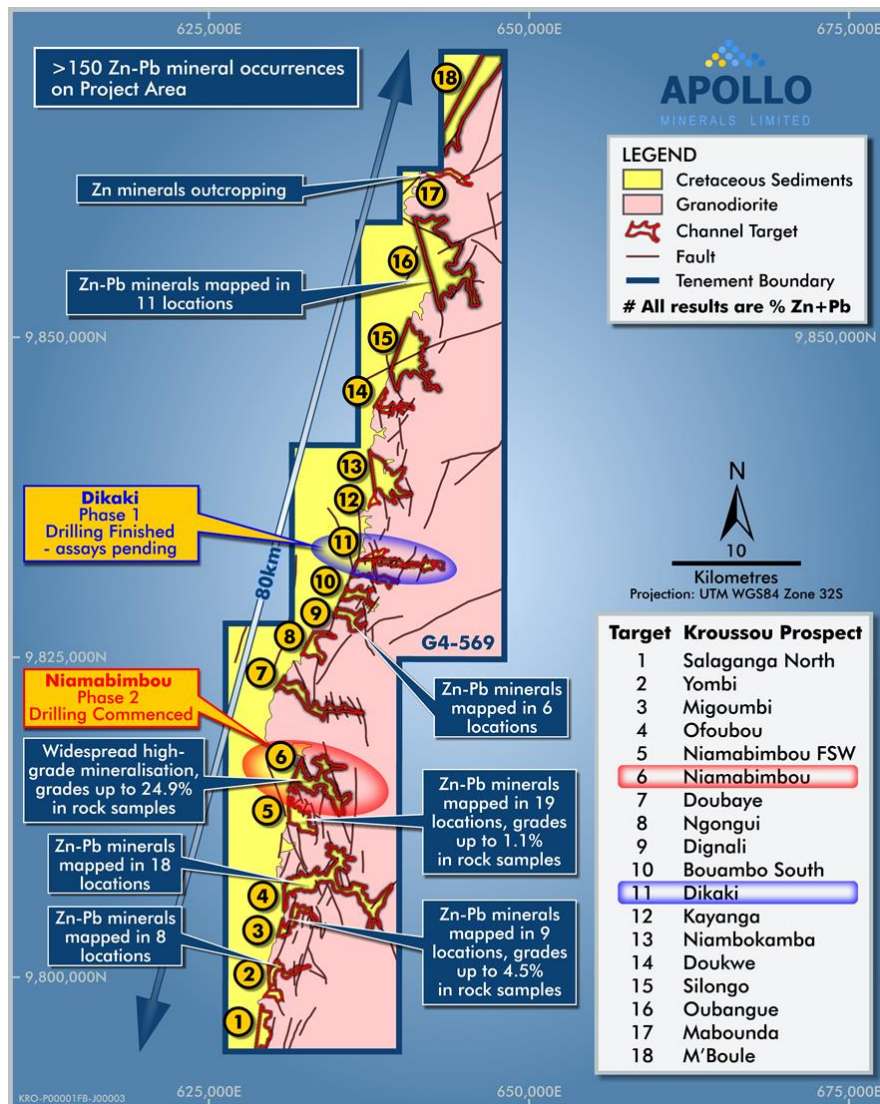 625,000E
650,000E
675,000E
>150 Zn-Pb mineral occurrences
on Project Area
APOLLO
MINERALS LIMITED
LEGEND
Cretaceous Sediments
Granodiorite
Channel Target
Fault
Tenement Boundary
# All results are % Zn+Pb
18
Zn minerals outcropping
17
16
Zn-Pb minerals mapped in
11 locations
9,850,000N
9,850,000N
15
14
13
12
Dikaki
Phase 1
Drilling Finished
- assays pending
11
80km
10
9
8
7
G4-569
N
10
Kilometres
Projection: UTM WGS84 Zone 32S
9,825,000N
Niamabimbou
Phase 2
Drilling Commenced
Zn-Pb minerals
mapped in 6
locations
6
Widespread high-
grade mineralisation,
grades up to 24.9%
in rock samples
5
Zn-Pb minerals
mapped in 19
locations, grades
up to 1.1%
in rock samples
Zn-Pb minerals
mapped in 18
locations
4
3
Zn-Pb minerals
mapped in 8
locations
Zn-Pb minerals
mapped in 9
locations, grades
up to 4.5%
in rock samples
2
9,800,000N
1
Target Kroussou Prospect
1 Salaganga North
2 Yombi
3 Migoumbi
4 Ofoubou
5 Niamabimbou FSW
6 Niamabimbou
7 Doubaye
8 Ngongui
9 Dignali
10 Bouambo South
11 Dikaki
12 Kayanga
13 Niambokamba
14 Doukwe
15 Silongo
16 Oubangue
17 Mabounda
18 M'Boule
KRO-P00001FB-J00003
625,000E
650,000E
675,000E